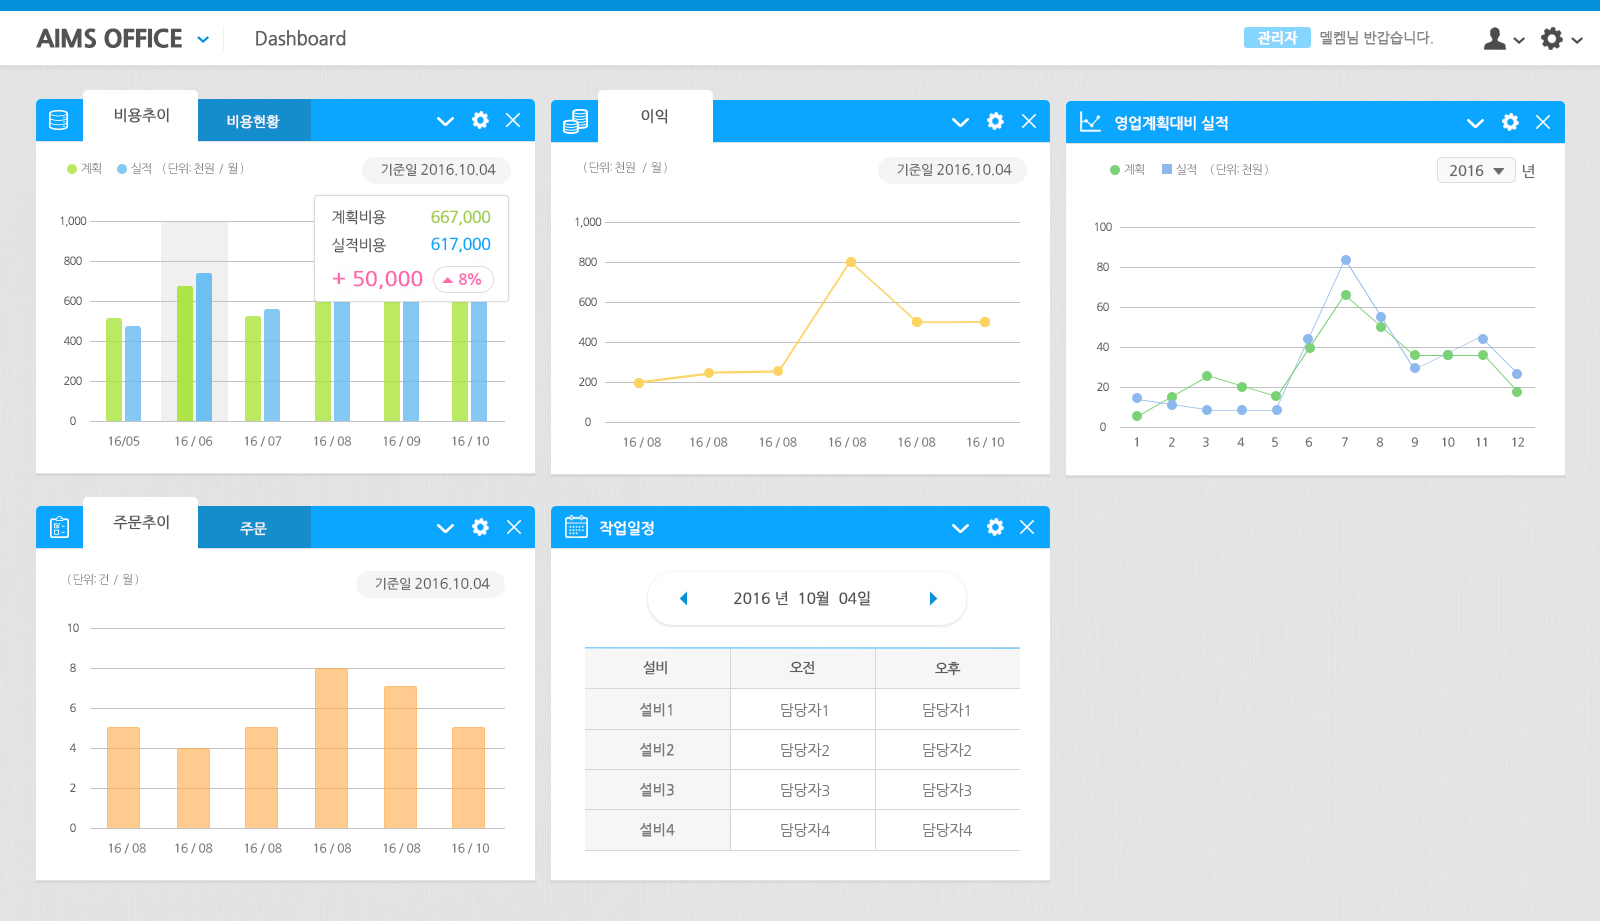 AIMS OFFICE Dashboard 관리자 델켐님 반갑습니다.
비용추이 비용현황
계획 실적 (단위: 천원 / 월) 기준일 2016.10.04
계획비용 667,000
실적비용 617,000
+ 50,000 8%
1,000
800
600
400
200
0
16/05 16 / 06 16 / 07 16 / 08 16 / 09 16 / 10
이익
(단위: 천원 / 월) 기준일 2016.10.04
1,000
800
600
400
200
0
16 / 08 16 / 08 16 / 08 16 / 08 16 / 08 16 / 10
영업계획대비 실적
계획 실적 (단위: 천원) 2016 년
100
80
60
40
20
0
1 2 3 4 5 6 7 8 9 10 11 12
주문추이 주문
(단위: 건 / 월) 기준일 2016.10.04
10
8
6
4
2
0
16 / 08 16 / 08 16 / 08 16 / 08 16 / 08 16 / 10
작업일정
2016 년 10월 04일
설비 오전 오후
설비1 담당자1 담당자1
설비2 담당자2 담당자2
설비3 담당자3 담당자3
설비4 담당자4 담당자4